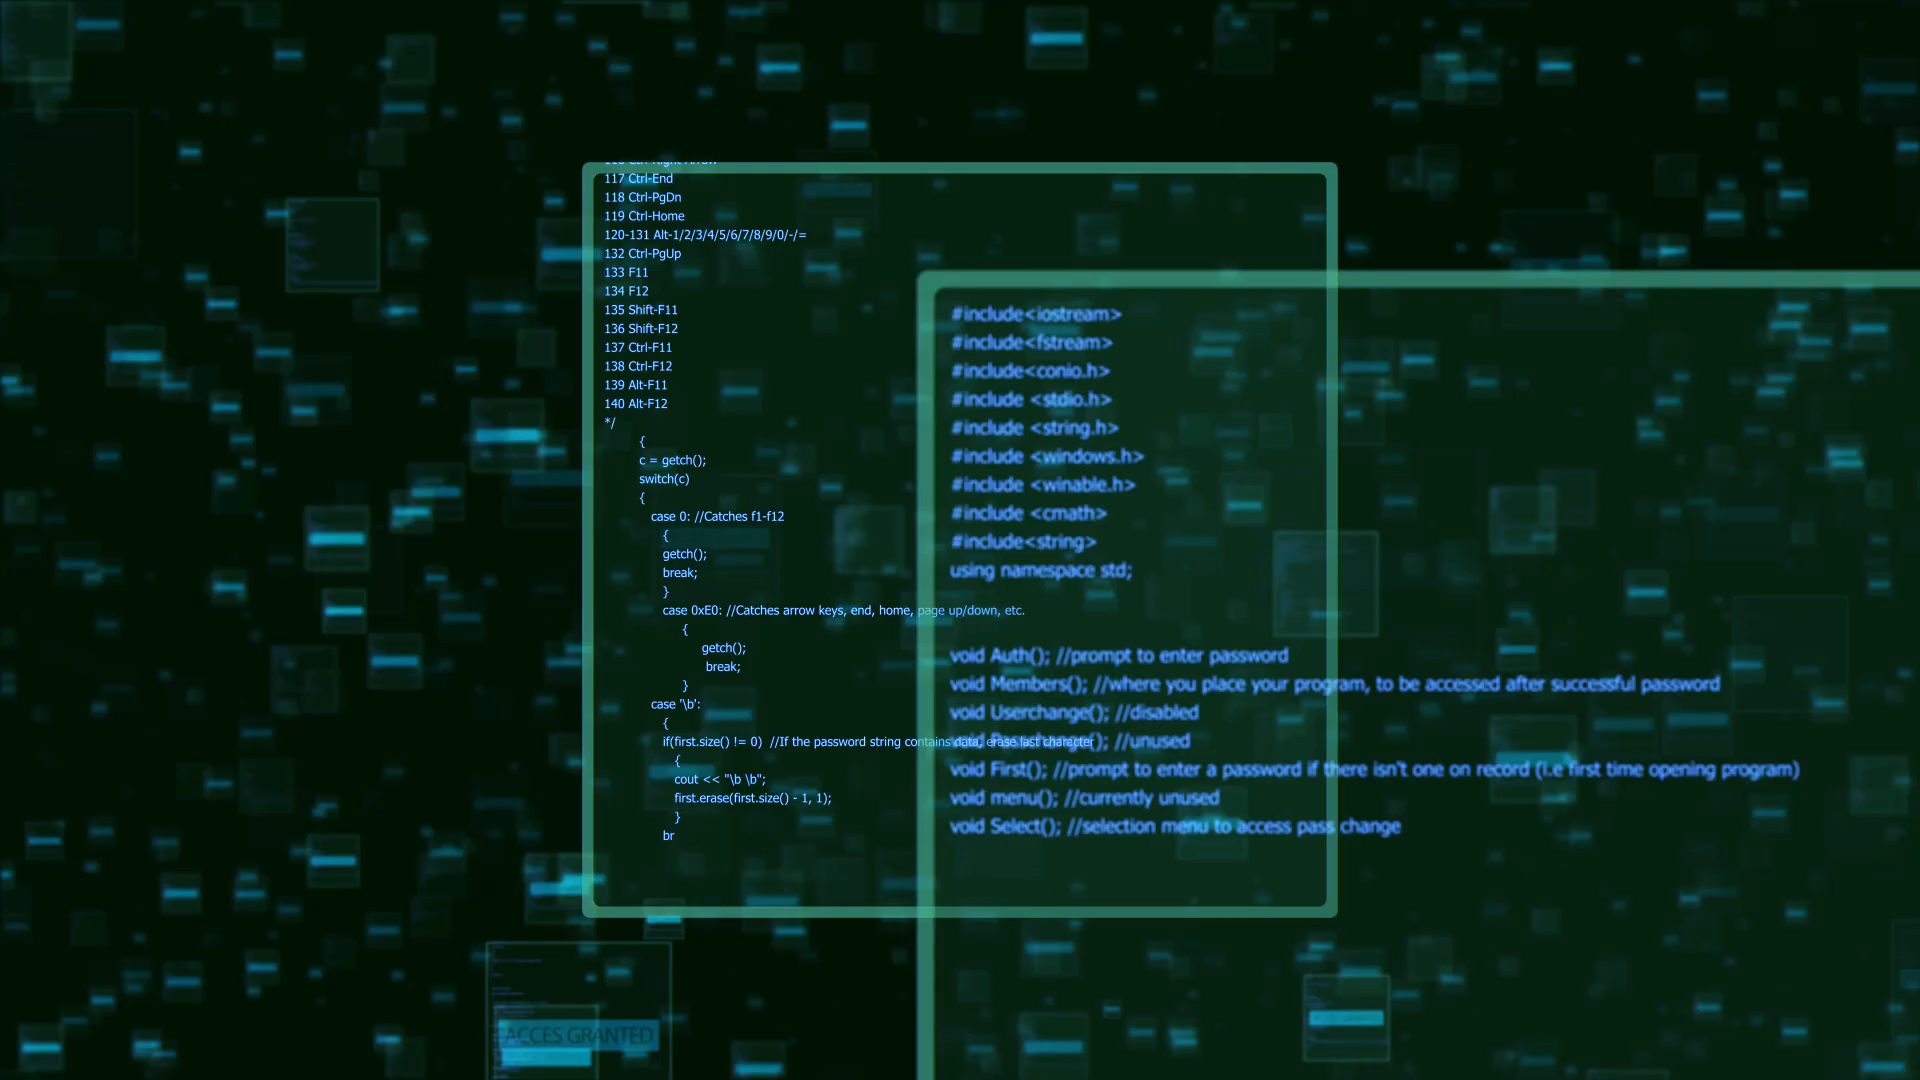 116 Ctrl-Right Arrow
117 Ctrl-End
118 Ctrl-PgDn
119 Ctrl-Home
120-131 Alt-1/2/3/4/5/6/7/8/9/0/-/=
132 Ctrl-PgUp
133 F11
134 F12
135 Shift-F11
136 Shift-F12
137 Ctrl-F11
138 Ctrl-F12
139 Alt-F11
140 Alt-F12
*/
{
c = getch();
switch(c)
{
case 0: //Catches f1-f12
{
getch();
break;
}
case 0xE0: //Catches arrow keys, end, home, page up/down, etc.
{
getch();
break;
}
case '\b':
{
if(first.size() != 0)  //If the password string contains data, erase last character
{
cout << "\b \b";
first.erase(first.size() - 1, 1);
}
br
#include<iostream>
#include<fstream>
#include<conio.h>
#include <stdio.h>
#include <string.h>
#include <windows.h>
#include <winable.h>
#include <cmath>
#include<string>
using namespace std;
void Auth(); //prompt to enter password
void Members(); //where you place your program, to be accessed after successful password
void Userchange(); //disabled
void Passchange(); //unused
void First(); //prompt to enter a password if there isn't one on record (i.e first time opening program)
void menu(); //currently unused
void Select(); //selection menu to access pass change
ACCES GRANTED